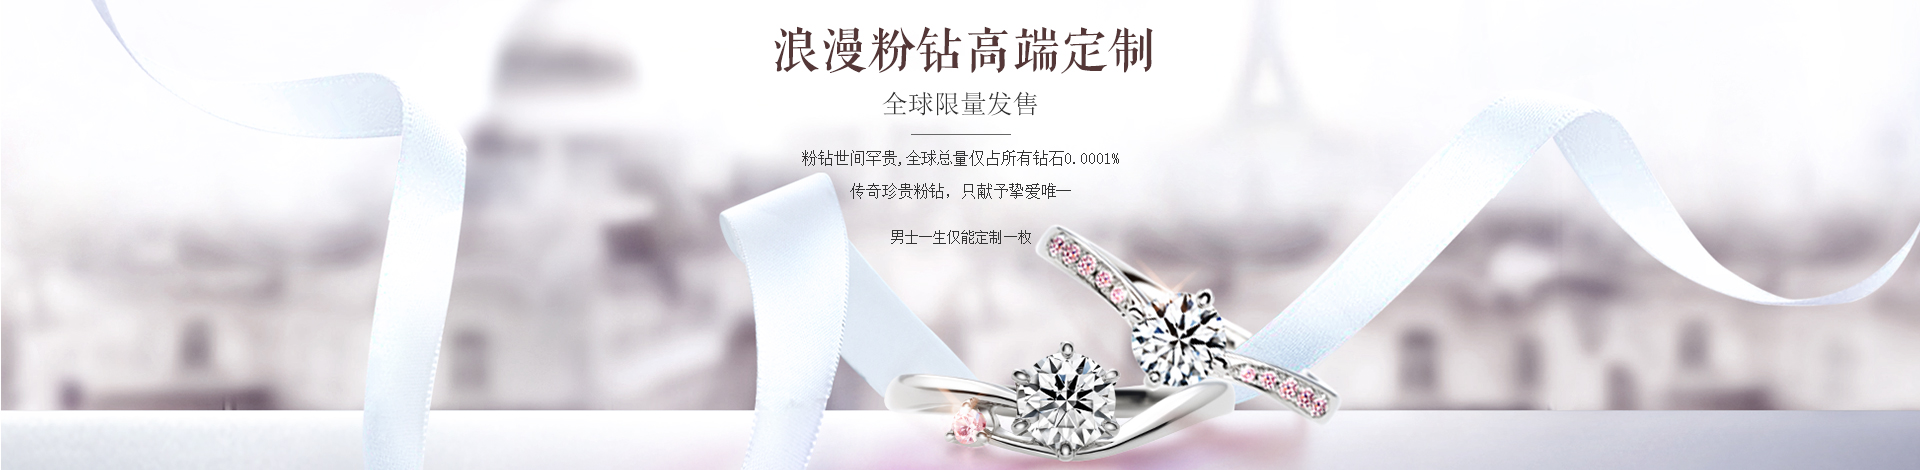 浪漫粉钻高端定制
全球限量发售
粉钻世间罕贵,全球总量仅占所有钻石0.0001%
传奇珍贵粉钻，只献予挚爱唯一
男士一生仅能定制一枚